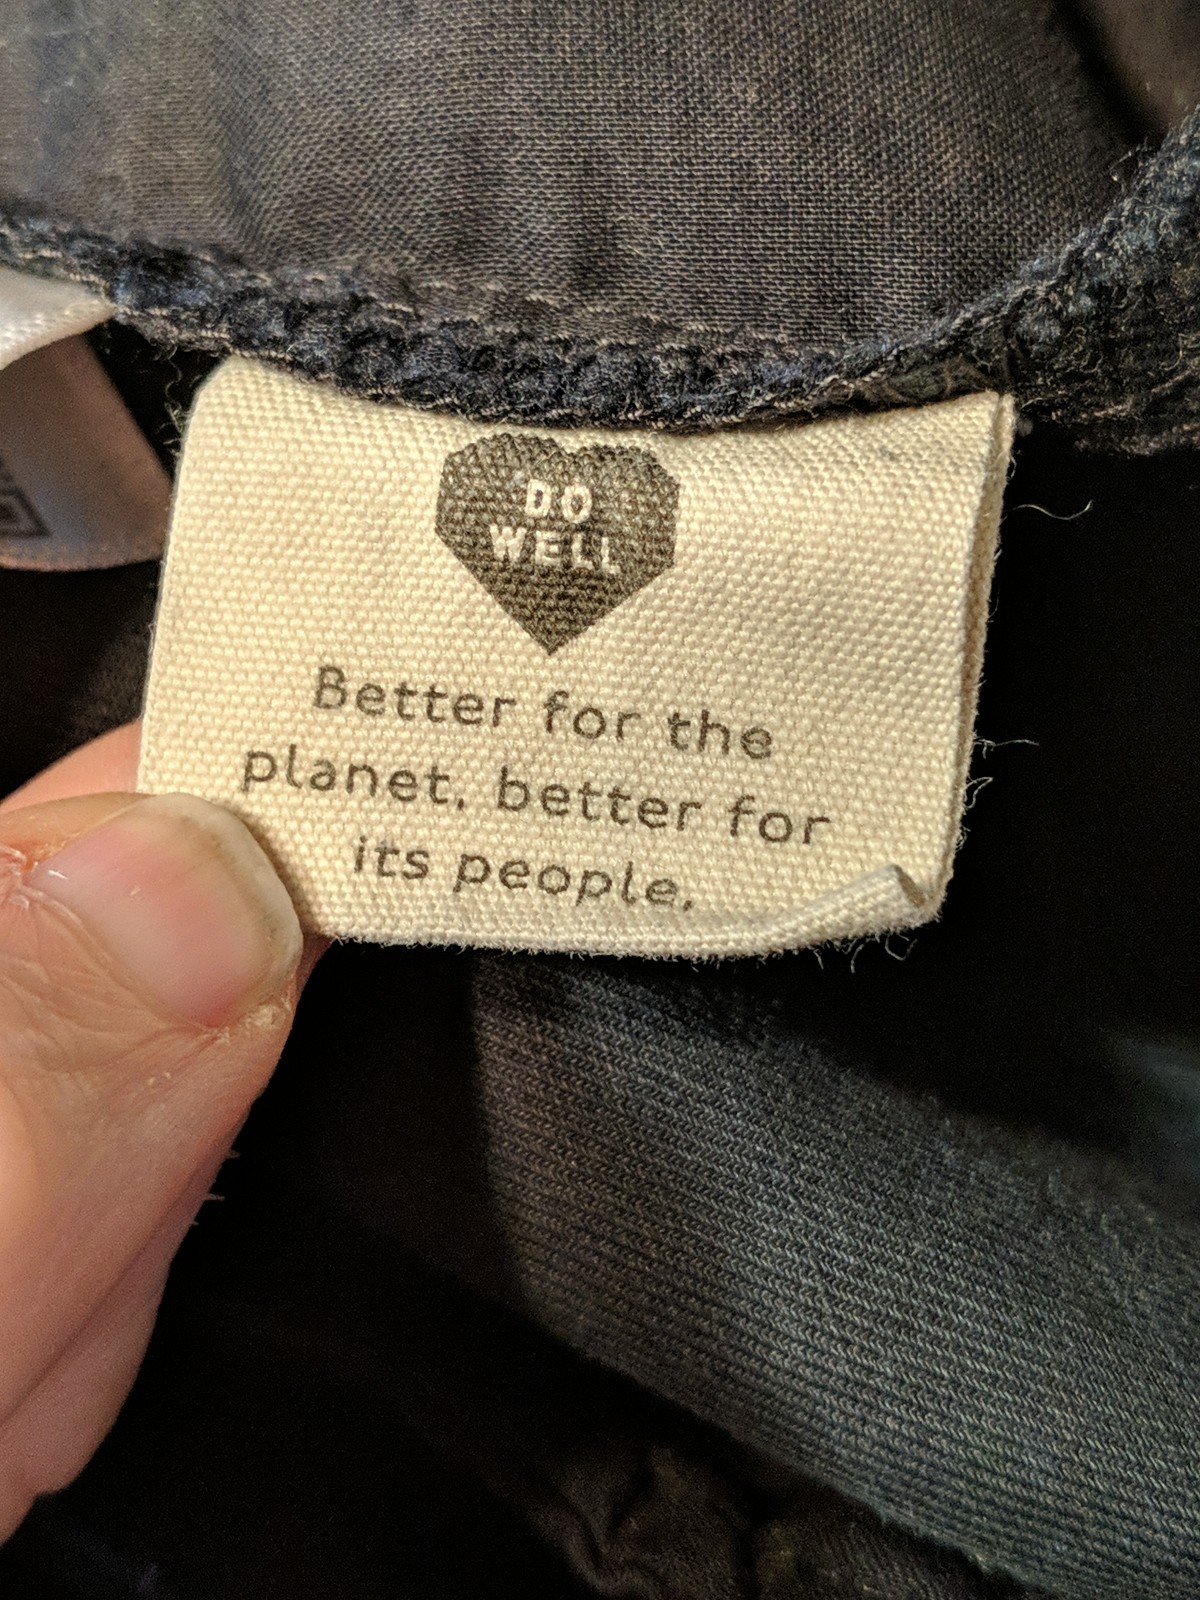 DO
WELL
Better for the
planet, better for
its people.